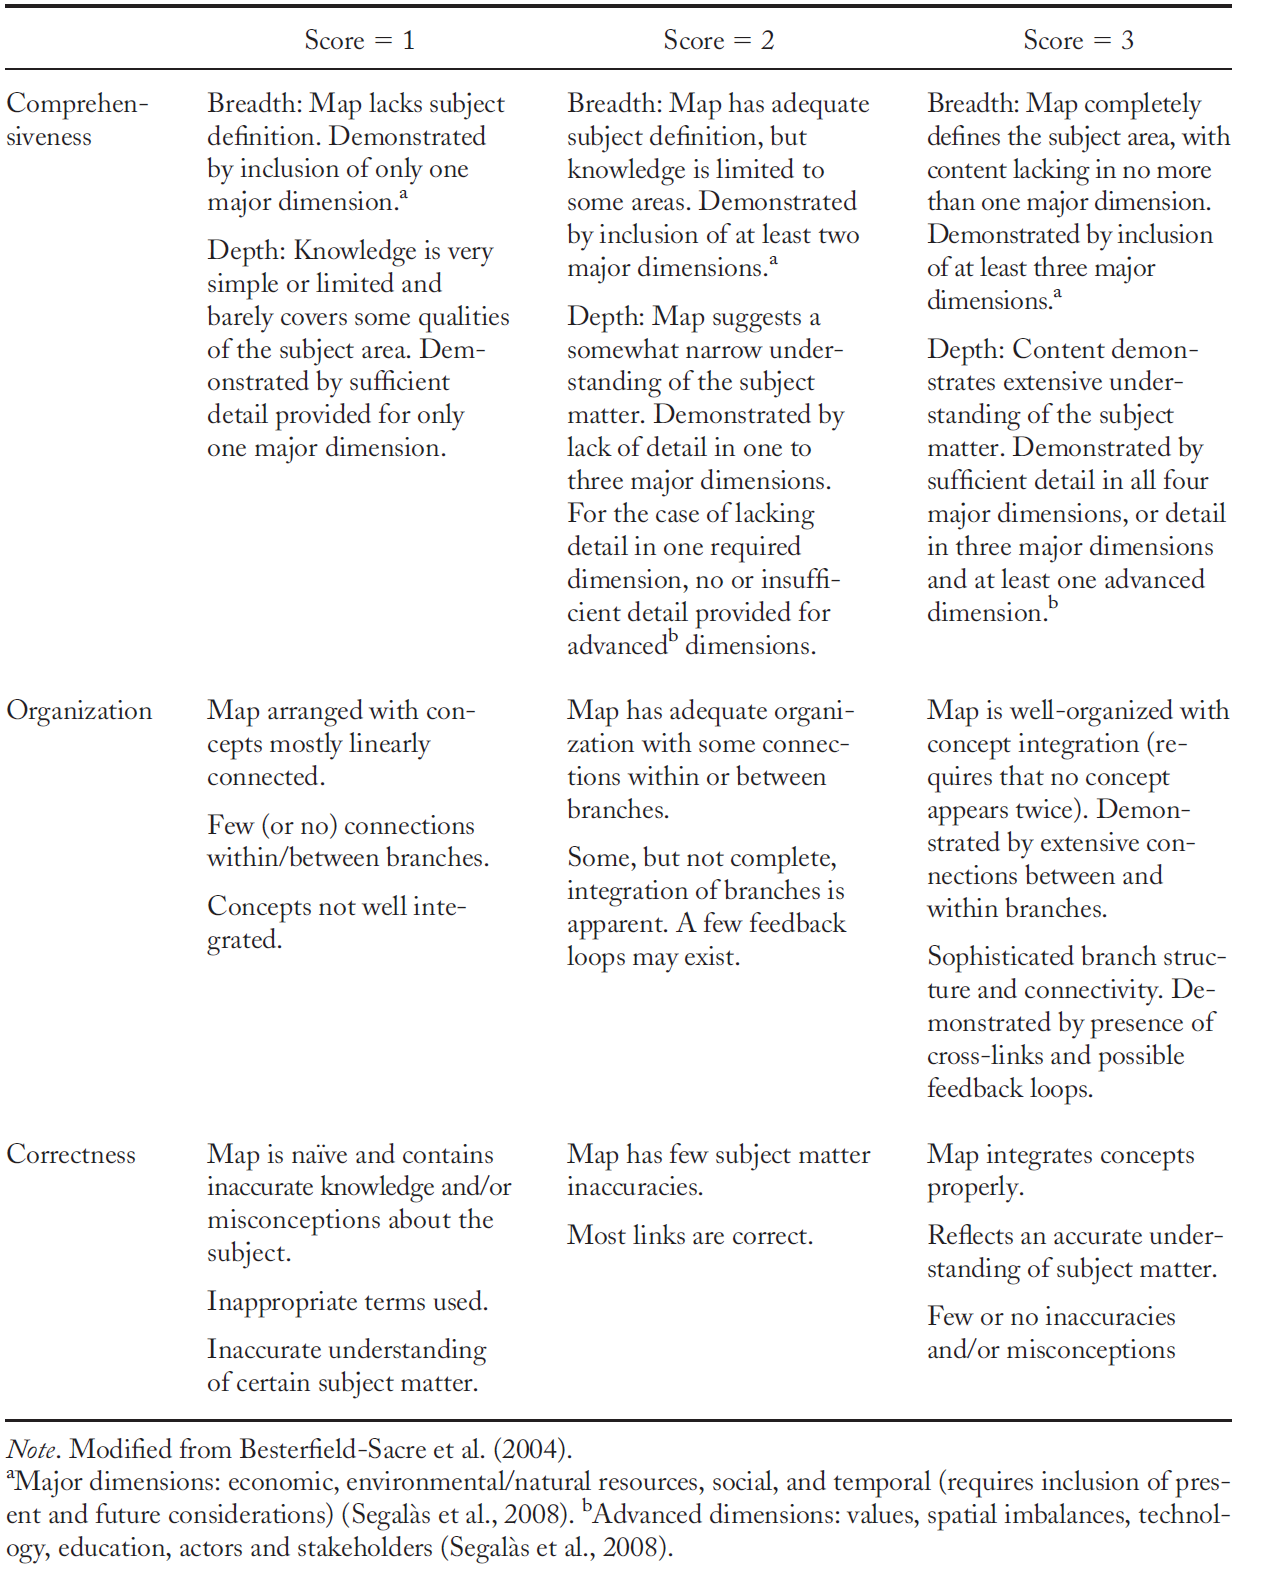 Score = 1
Score = 2
Score = 3
Comprehen-
siveness
Breadth: Map lacks subject
definition. Demonstrated
by inclusion of only one
major dimension.a
Depth: Knowledge is very
simple or limited and
barely covers some qualities
of the subject area. Dem-
onstrated by sufficient
detail provided for only
one major dimension.
Breadth: Map has adequate
subject definition, but
knowledge is limited to
some areas. Demonstrated
by inclusion of at least two
major dimensions.a
Depth: Map suggests a
somewhat narrow under-
standing of the subject
matter. Demonstrated by
lack of detail in one to
three major dimensions.
For the case of lacking
detail in one required
dimension, no or insuffi-
cient detail provided for
advancedb dimensions.
Breadth: Map completely
defines the subject area, with
content lacking in no more
than one major dimension.
Demonstrated by inclusion
of at least three major
dimensions.a
Depth: Content demon-
strates extensive under-
standing of the subject
matter. Demonstrated by
sufficient detail in all four
major dimensions, or detail
in three major dimensions
and at least one advanced
dimension.b
Organization
Map arranged with con-
cepts mostly linearly
connected.
Few (or no) connections
within/between branches.
Concepts not well inte-
grated.
Map has adequate organi-
zation with some connec-
tions within or between
branches.
Some, but not complete,
integration of branches is
apparent. A few feedback
loops may exist.
Map is well-organized with
concept integration (re-
quires that no concept
appears twice). Demon-
strated by extensive con-
nections between and
within branches.
Sophisticated branch struc-
ture and connectivity. De-
monstrated by presence of
cross-links and possible
feedback loops.
Correctness
Map is naïve and contains
inaccurate knowledge and/or
misconceptions about the
subject.
Inappropriate terms used.
Inaccurate understanding
of certain subject matter.
Map has few subject matter
inaccuracies.
Most links are correct.
Map integrates concepts
properly.
Reflects an accurate under-
standing of subject matter.
Few or no inaccuracies
and/or misconceptions
Note. Modified from Besterfield-Sacre et al. (2004).
aMajor dimensions: economic, environmental/natural resources, social, and temporal (requires inclusion of pres-
ent and future considerations) (Segalàs et al., 2008). bAdvanced dimensions: values, spatial imbalances, technol-
ogy, education, actors and stakeholders (Segalàs et al., 2008).